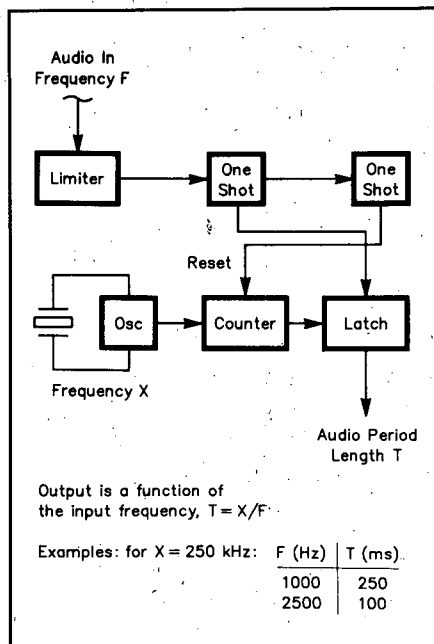 Audio In
Frequency F
Limiter
One
Shot
One
Shot
Reset
Osc
Counter
Latch
Frequency X
Audio Period
Length T
Output is a function of
the input frequency, T = X/F
Examples: for X = 250 kHz:
F (Hz) T (ms)
1000 250
2500 100